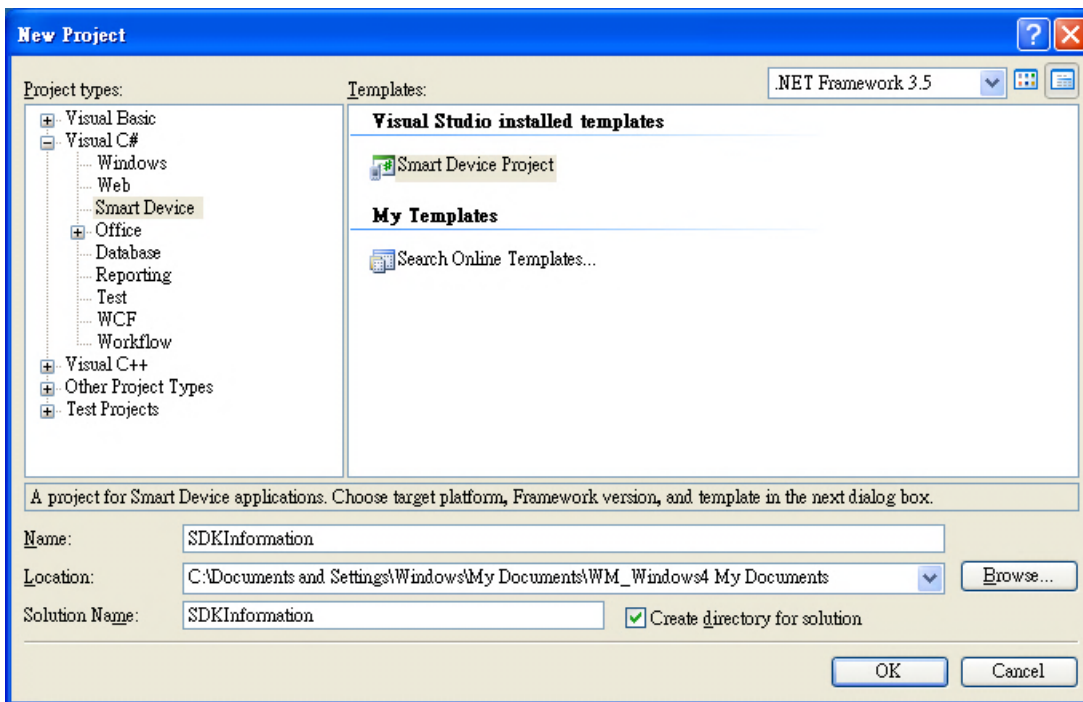 New Project
Project types:
Templates:
.NET Framework 3.5
Visual Basic
Visual C#
Windows
Web
Smart Device
Office
Database
Reporting
Test
WCF
Workflow
Visual C++
Other Project Types
Test Projects
Visual Studio installed templates
Smart Device Project
My Templates
Search Online Templates...
A project for Smart Device applications. Choose target platform, Framework version, and template in the next dialog box.
Name: SDKInformation
Location: C:\Documents and Settings\Windows\My Documents\WM_Windows4 My Documents Browse...
Solution Name: SDKInformation Create directory for solution
OK Cancel